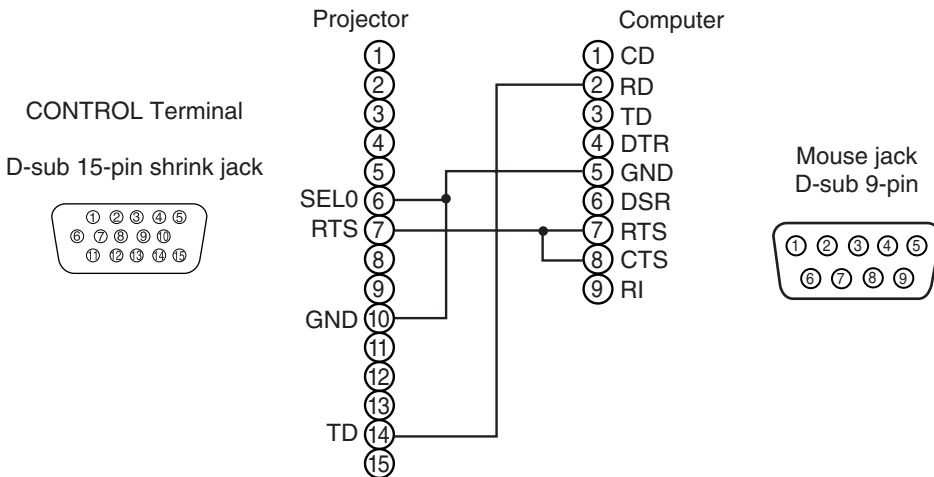 Projector
Computer
CONTROL Terminal
D-sub 15-pin shrink jack
① ② ③ ④ ⑤
⑥ ⑦ ⑧ ⑨ ⑩
⑪ ⑫ ⑬ ⑭ ⑮
①
②
③
④
⑤
SEL0 ⑥
RTS ⑦
⑧
⑨
GND ⑩
⑪
⑫
⑬
TD ⑭
⑮
① CD
② RD
③ TD
④ DTR
⑤ GND
⑥ DSR
⑦ RTS
⑧ CTS
⑨ RI
Mouse jack
D-sub 9-pin
① ② ③ ④ ⑤
⑥ ⑦ ⑧ ⑨